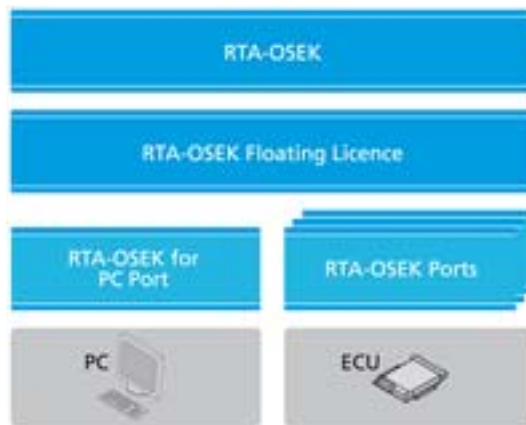 RTA-OSEK
RTA-OSEK Floating Licence
RTA-OSEK for
PC Port
RTA-OSEK Ports
PC
ECU